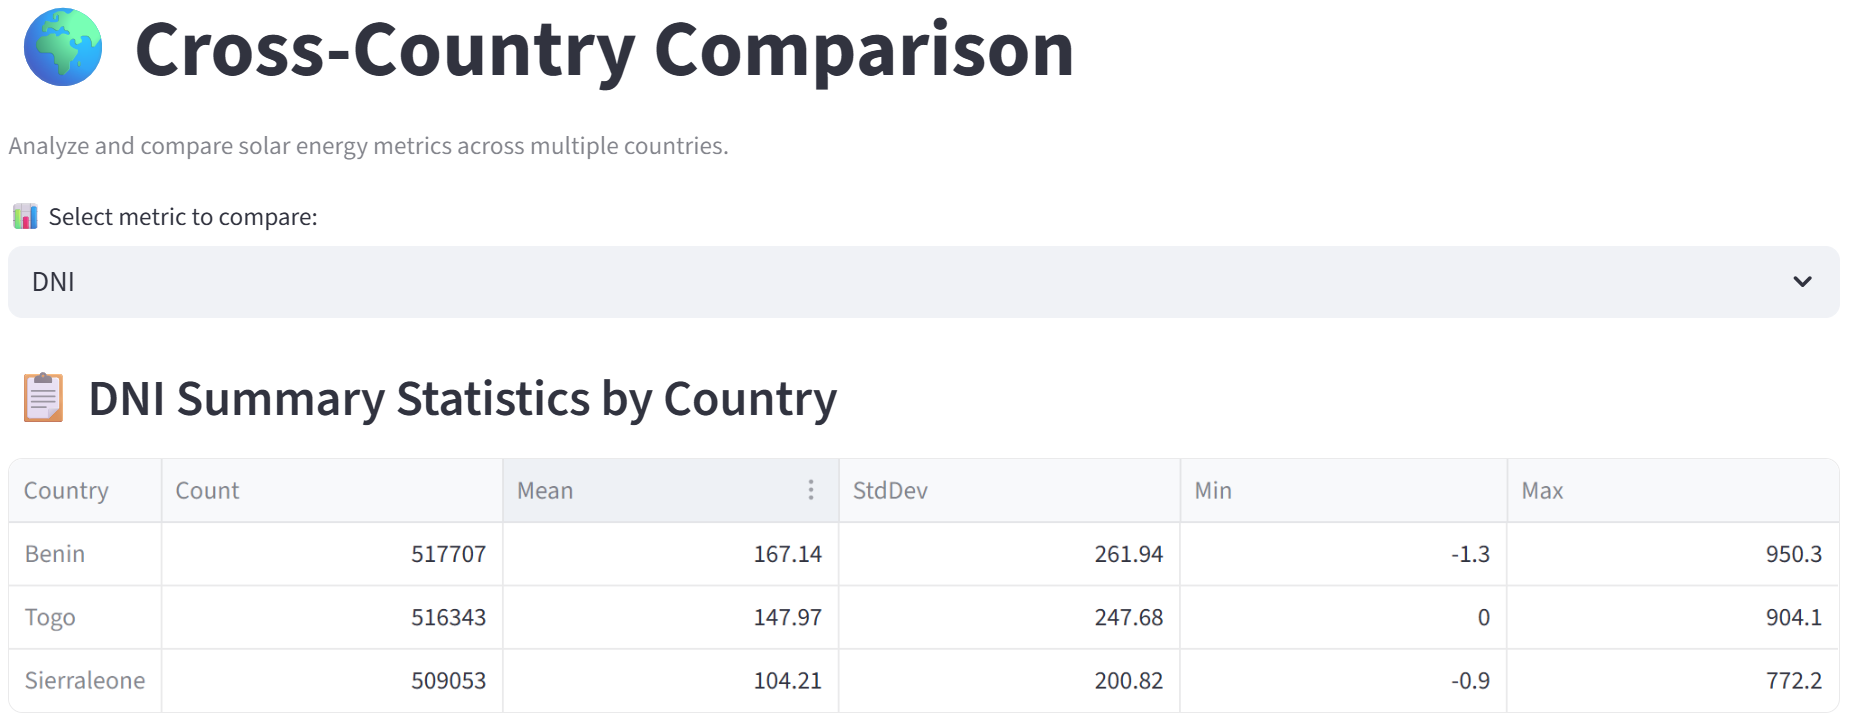 Cross-Country Comparison
Analyze and compare solar energy metrics across multiple countries.
Select metric to compare:
DNI
DNI Summary Statistics by Country
Country Count Mean StdDev Min Max
Benin 517707 167.14 261.94 -1.3 950.3
Togo 516343 147.97 247.68 0 904.1
Sierraleone 509053 104.21 200.82 -0.9 772.2